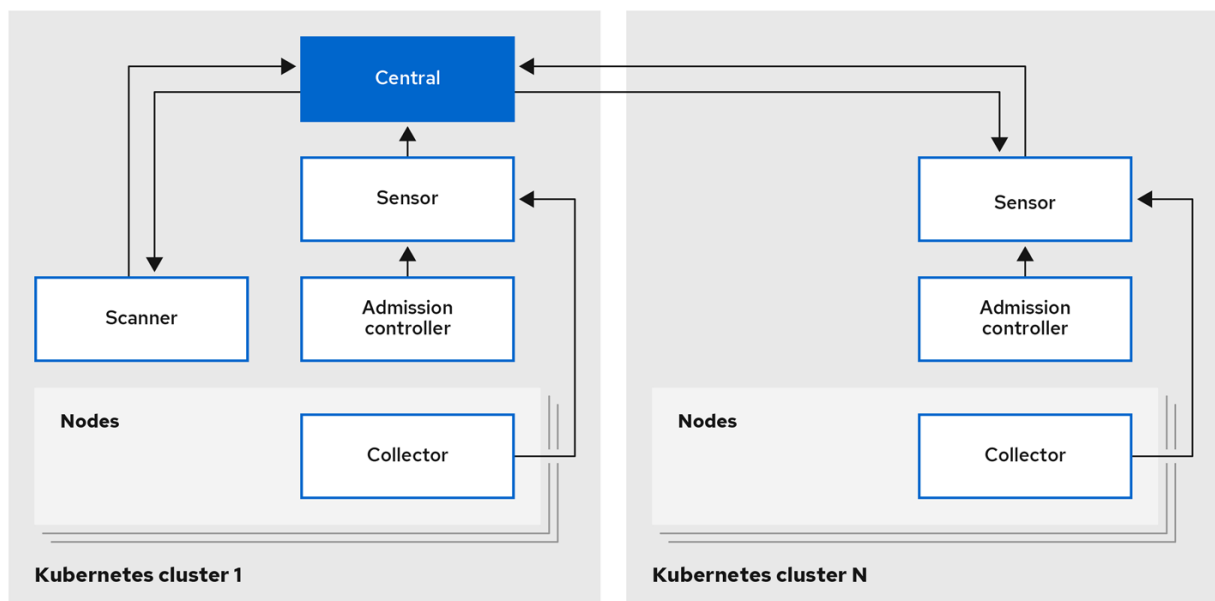 Central
Sensor
Sensor
Scanner
Admission
controller
Admission
controller
Nodes
Collector
Nodes
Collector
Kubernetes cluster 1
Kubernetes cluster N